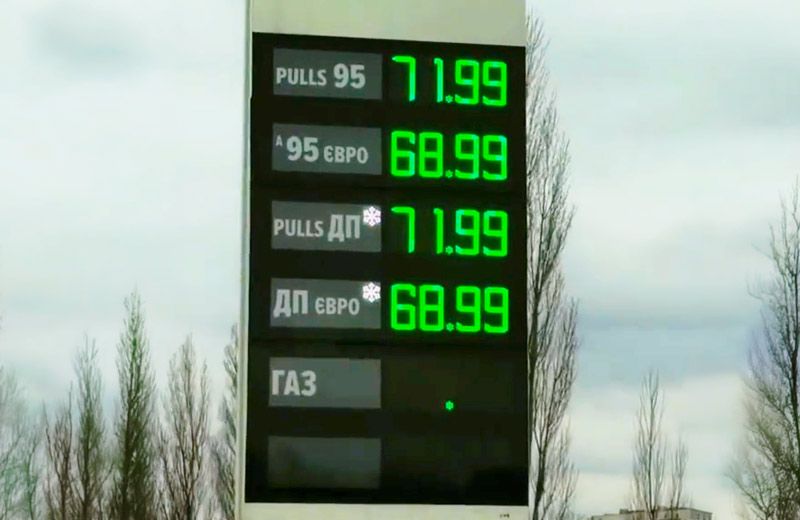 PULLS 95 71.99
А 95 ЄВРО 68.99
PULLS ДП 71.99
ДП ЄВРО 68.99
ГАЗ .